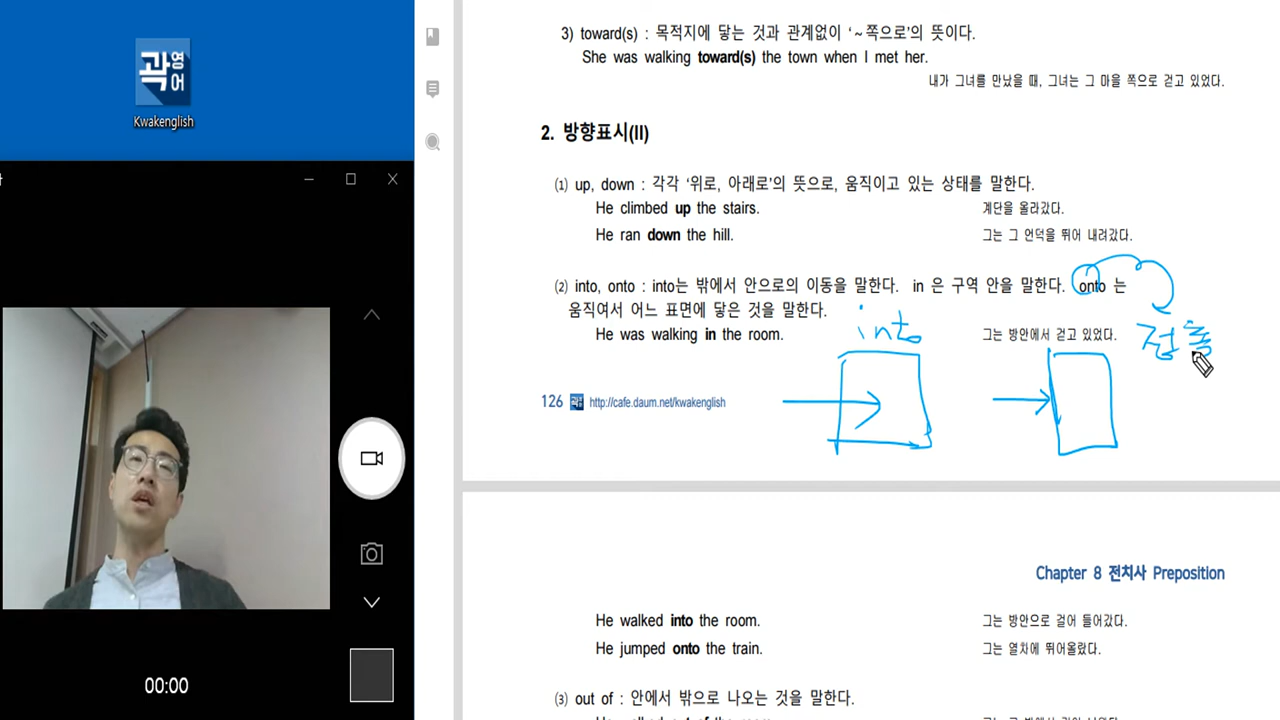 3) toward(s) : 목적지에 닿는 것과 관계없이 ‘~쪽으로’의 뜻이다.
She was walking toward(s) the town when I met her.
내가 그녀를 만났을 때, 그녀는 그 마을 쪽으로 걷고 있었다.
곽영어
Kwakenglish
2. 방향표시(II)
(1) up, down : 각각 ‘위로, 아래로’의 뜻으로, 움직이고 있는 상태를 말한다.
He climbed up the stairs. 계단을 올라갔다.
He ran down the hill. 그는 그 언덕을 뛰어 내려갔다.
(2) into, onto : into는 밖에서 안으로의 이동을 말한다. in 은 구역 안을 말한다. onto 는
움직여서 어느 표면에 닿은 것을 말한다.
into
He was walking in the room. 그는 방안에서 걷고 있었다.
126 http://cafe.daum.net/kwakenglish
Chapter 8 전치사 Preposition
He walked into the room. 그는 방안으로 걸어 들어갔다.
He jumped onto the train. 그는 열차에 뛰어올랐다.
00:00
(3) out of : 안에서 밖으로 나오는 것을 말한다.